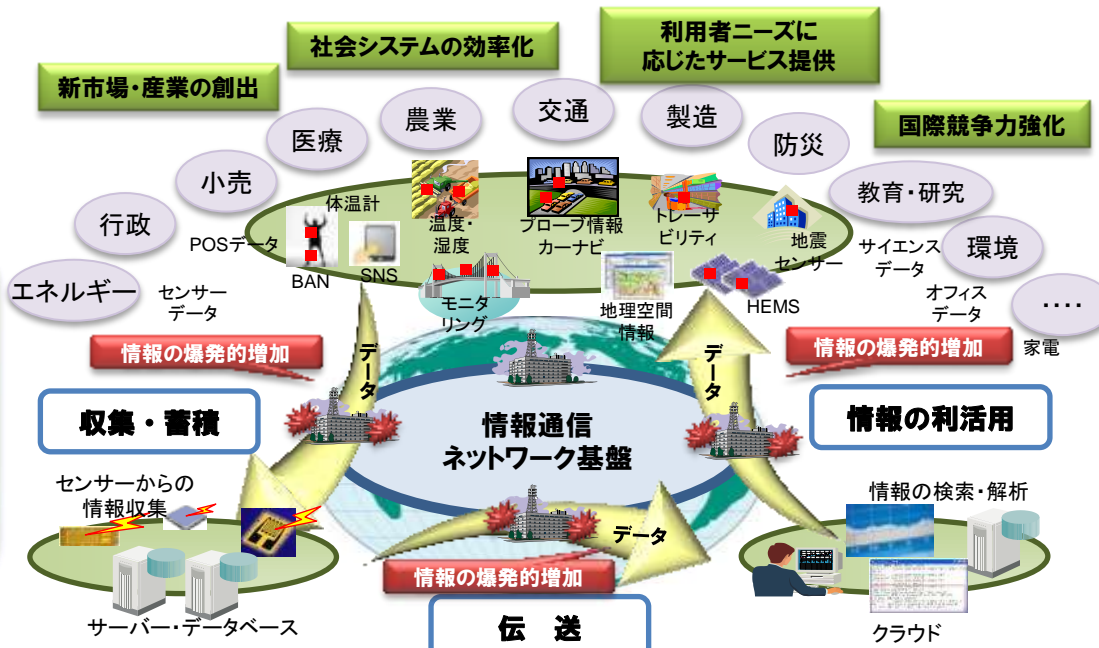 社会システムの効率化
利用者ニーズに
応じたサービス提供
新市場・産業の創出
国際競争力強化
交通
農業
製造
医療
防災
小売
教育・研究
行政
環境
エネルギー
‥‥
体温計
POSデータ
BAN
SNS
温度・
湿度
プローブ情報
カーナビ
トレーサ
ビリティ
地震
センサー
サイエンス
データ
センサー
データ
モニタ
リング
地理空間
情報
HEMS
オフィス
データ
家電
情報の爆発的増加
データ
データ
情報の爆発的増加
収集・蓄積
情報通信
ネットワーク基盤
情報の利活用
センサーからの
情報収集
情報の検索・解析
データ
情報の爆発的増加
サーバー・データベース
伝 送
クラウド